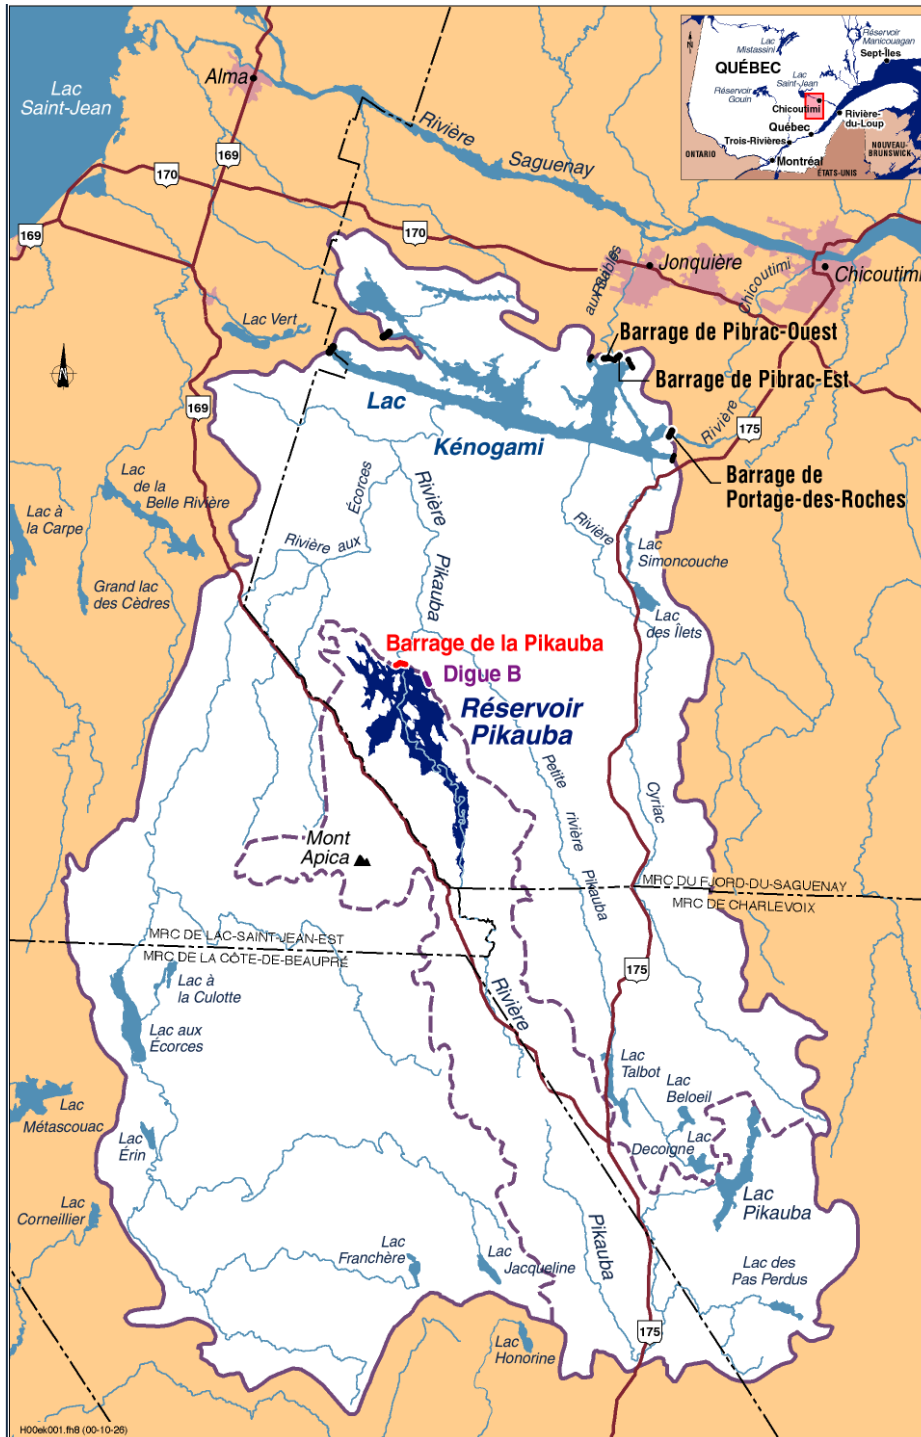 Lac
Saint-Jean
Alma
169
170
169
Rivière
Saguenay
170
QUÉBEC
Lac
Mistassini
Réservoir
Manicouagan
Sept-Îles
Réservoir
Gouin
Lac
Saint-Jean
Chicoutimi
Rivière-
du-Loup
Québec
Trois-Rivières
Montréal
ONTARIO
ÉTATS-UNIS
NOUVEAU-
BRUNSWICK
N
Jonquière
Chicoutimi
Rivière
aux Sables
Chicoutimi
Rivière
Lac Vert
Barrage de Pibrac-Ouest
Barrage de Pibrac-Est
169
Lac
Kénogami
175
Barrage de
Portage-des-Roches
Lac
de la
Belle Rivière
Lac à
la Carpe
Grand lac
des Cèdres
Rivière aux
Écorces
Rivière
Pikauba
Rivière
Lac
Simoncouche
Lac
des Îlets
Barrage de la Pikauba
Digue B
Réservoir
Pikauba
Petite
rivière
Pikauba
Cyriac
Mont
Apica
MRC DU FJORD-DU-SAGUENAY
MRC DE CHARLEVOIX
MRC DE LAC-SAINT-JEAN-EST
MRC DE LA CÔTE-DE-BEAUPRÉ
175
Lac à
la Culotte
Lac aux
Écorces
Rivière
Lac
Talbot
Lac
Beloeil
Lac
Decoigne
Lac
Métascouac
Lac
Érin
Lac
Pikauba
Lac
Corneillier
Lac
Franchère
Lac
Jacqueline
Pikauba
Lac des
Pas Perdus
Lac
Honorine
175
H00ek001.fh8 (00-10-26)